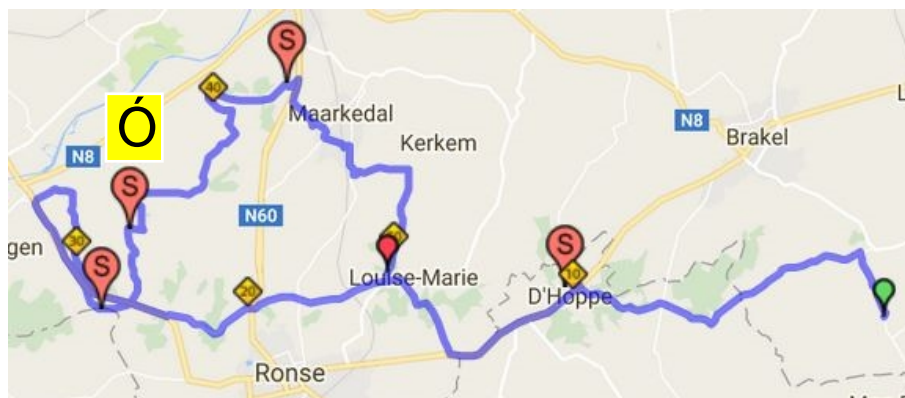 S
40
Maarkedal
Ó
N8
Brakel
Kerkem
N8
S
N60
30
gen
S
S
Louise-Marie
10
D'Hoppe
20
Ronse